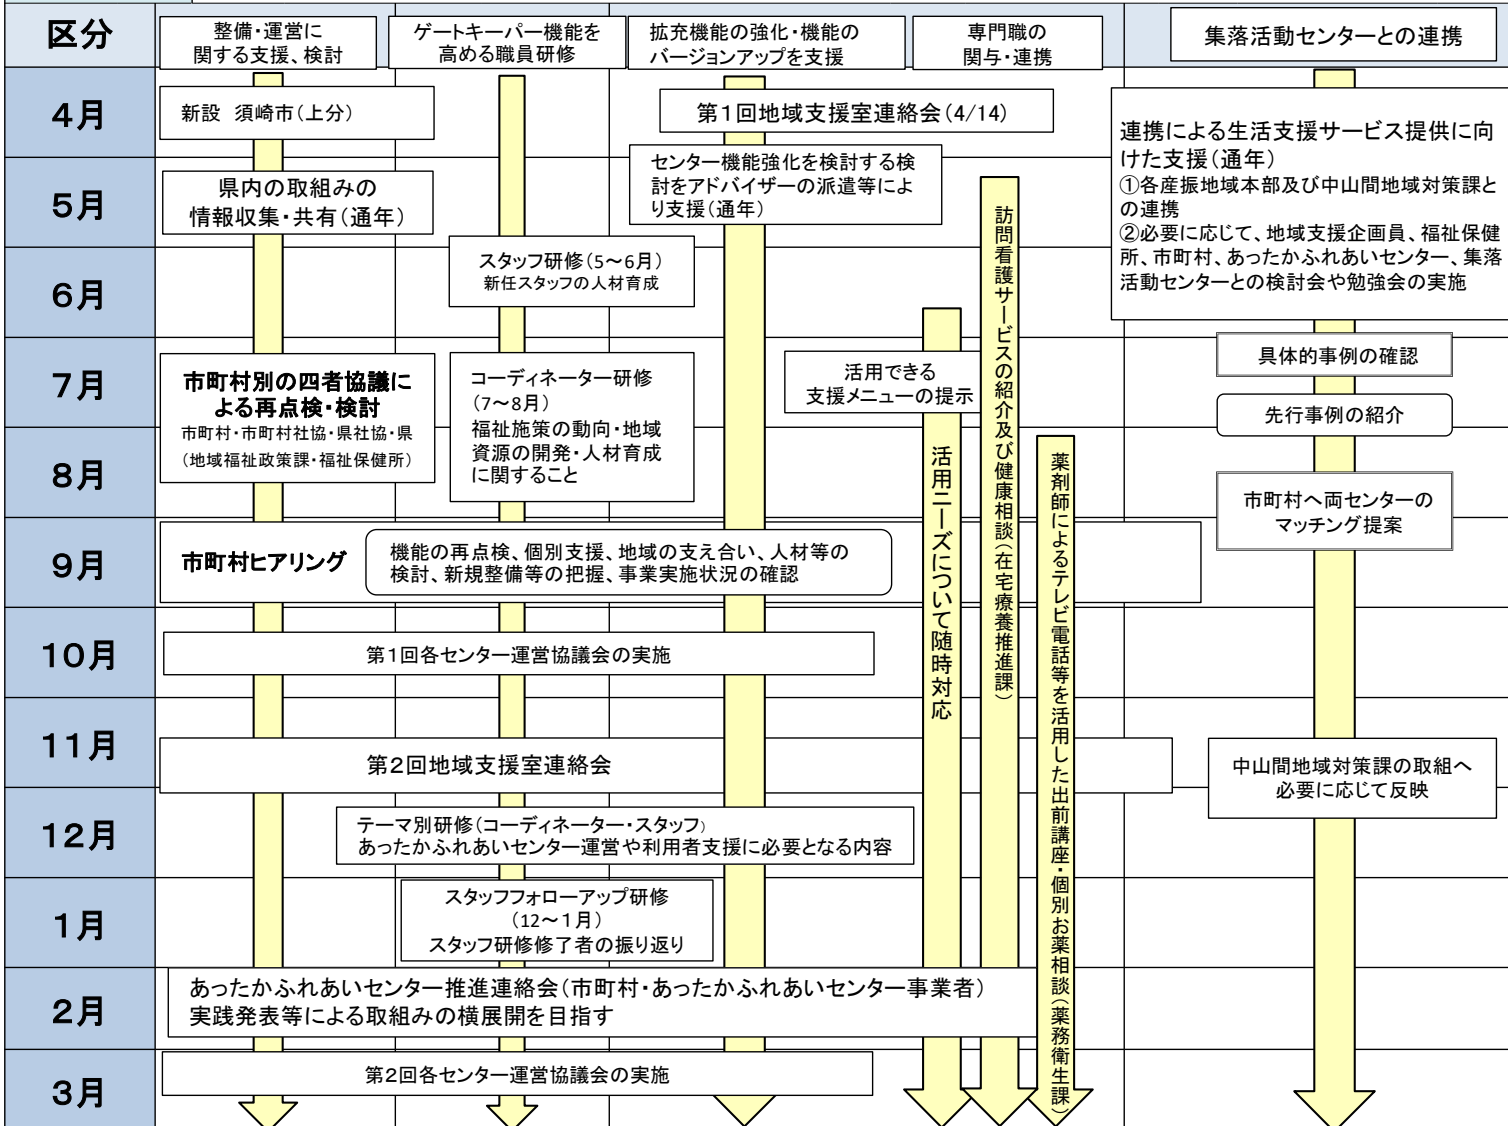 区分
整備・運営に
関する支援、検討
ゲートキーパー機能を
高める職員研修
拡充機能の強化・機能の
バージョンアップを支援
専門職の
関与・連携
集落活動センターとの連携
4月
新設 須崎市（上分）
第1回地域支援室連絡会（4/14）
連携による生活支援サービス提供に向
けた支援（通年）
①各産振地域本部及び中山間地域対策課と
の連携
②必要に応じて、地域支援企画員、福祉保健
所、市町村、あったかふれあいセンター、集落
活動センターとの検討会や勉強会の実施
5月
県内の取組みの
情報収集・共有（通年）
センター機能強化を検討する検
討をアドバイザーの派遣等によ
り支援（通年）
訪問看護サービスの紹介及び健康相談（在宅療養推進課）
6月
スタッフ研修（5～6月）
新任スタッフの人材育成
7月
市町村別の四者協議に
よる再点検・検討
市町村・市町村社協・県社協・県
（地域福祉政策課・福祉保健所）
コーディネーター研修
（7～8月）
福祉施策の動向・地域
資源の開発・人材育成
に関すること
活用できる
支援メニューの提示
活用ニーズについて随時対応
具体的事例の確認
先行事例の紹介
8月
薬剤師によるテレビ電話等を活用した出前講座・個別お薬相談（薬務衛生課）
市町村へ両センターの
マッチング提案
9月
市町村ヒアリング
機能の再点検、個別支援、地域の支え合い、人材等の
検討、新規整備等の把握、事業実施状況の確認
10月
第1回各センター運営協議会の実施
11月
第2回地域支援室連絡会
中山間地域対策課の取組へ
必要に応じて反映
12月
テーマ別研修（コーディネーター・スタッフ）
あったかふれあいセンター運営や利用者支援に必要となる内容
1月
スタッフフォローアップ研修
（12～1月）
スタッフ研修修了者の振り返り
2月
あったかふれあいセンター推進連絡会（市町村・あったかふれあいセンター事業者）
実践発表等による取組みの横展開を目指す
3月
第2回各センター運営協議会の実施